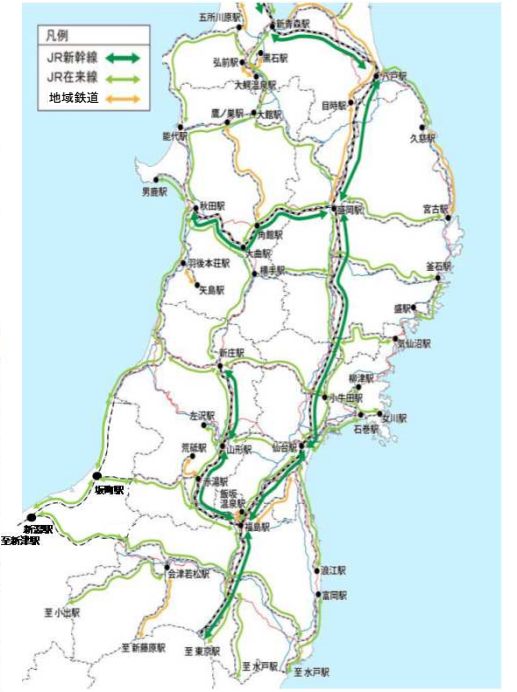 凡例
JR新幹線
JR在来線
地域鉄道
五所川原駅
新青森駅
弘前駅
黒石駅
大鰐温泉駅
八戸駅
目時駅
鷹ノ巣駅
大館駅
能代駅
久慈駅
男鹿駅
秋田駅
盛岡駅
宮古駅
角館駅
大曲駅
羽後本荘駅
横手駅
釜石駅
矢島駅
盛駅
気仙沼駅
新庄駅
柳津駅
小牛田駅
左沢駅
女川駅
石巻駅
荒砥駅
山形駅
仙台駅
赤湯駅
坂町駅
飯坂
温泉駅
福島駅
新潟駅
至新津駅
会津若松駅
浪江駅
富岡駅
至 小出駅
至 新藤原駅
至 東京駅
至 水戸駅
至 水戸駅